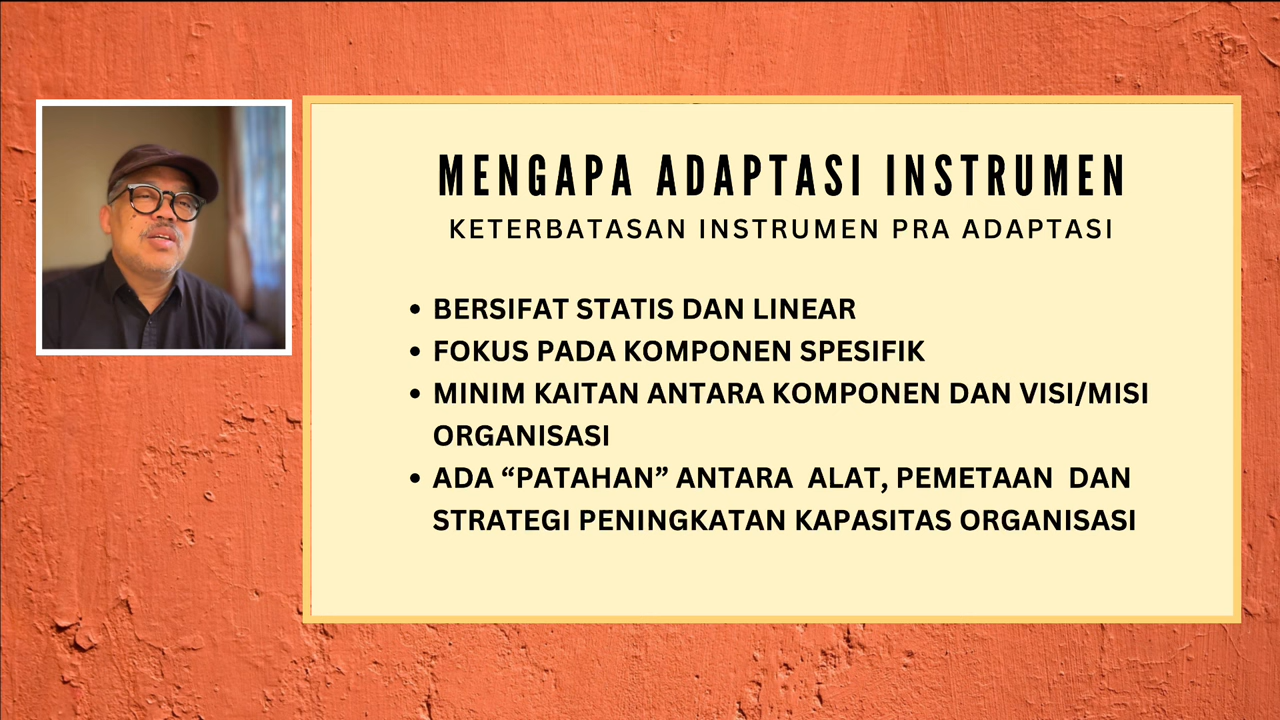 MENGAPA ADAPTASI INSTRUMEN
KETERBATASAN INSTRUMEN PRA ADAPTASI
• BERSIFAT STATIS DAN LINEAR
• FOKUS PADA KOMPONEN SPESIFIK
• MINIM KAITAN ANTARA KOMPONEN DAN VISI/MISI
ORGANISASI
• ADA “PATAHAN” ANTARA ALAT, PEMETAAN DAN
STRATEGI PENINGKATAN KAPASITAS ORGANISASI